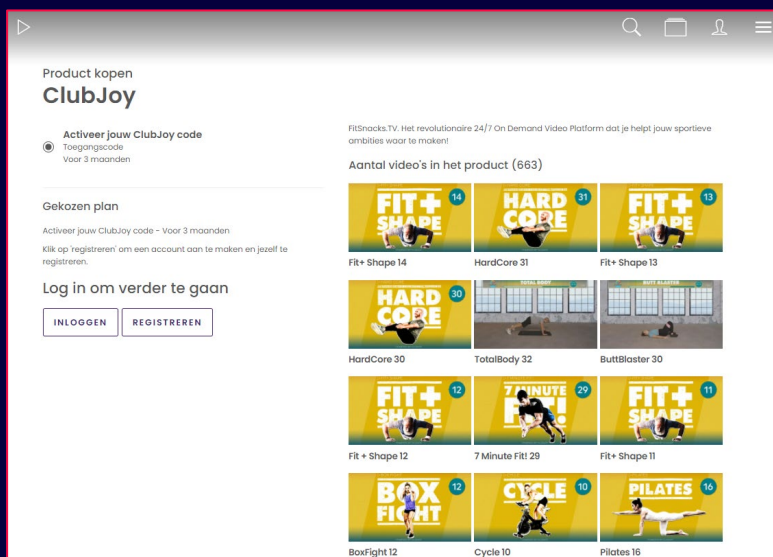 Product kopen
ClubJoy
Activeer jouw ClubJoy code
Toegangscode
Voor 3 maanden
Gekozen plan
Activeer jouw ClubJoy code - Voor 3 maanden
Klik op 'registreren' om een account aan te maken en jezelf te
registreren.
Log in om verder te gaan
INLOGGEN
REGISTREREN
FitSnacks.TV. Het revolutionaire 24/7 On Demand Video Platform dat je helpt jouw sportieve
ambities waar te maken!
Aantal video's in het product (663)
FIT+
SHAPE
14
HARD
CORE
31
FIT+
SHAPE
13
Fit+ Shape 14
HardCore 31
Fit+ Shape 13
HARD
CORE
30
TOTAL BODY
BUTT BLASTER
HardCore 30
TotalBody 32
ButtBlaster 30
FIT+
SHAPE
12
7 MINUTE
FIT!
29
FIT+
SHAPE
11
Fit + Shape 12
7 Minute Fit! 29
Fit+ Shape 11
BOX
FIGHT
12
CYCLE
10
PILATES
16
BoxFight 12
Cycle 10
Pilates 16